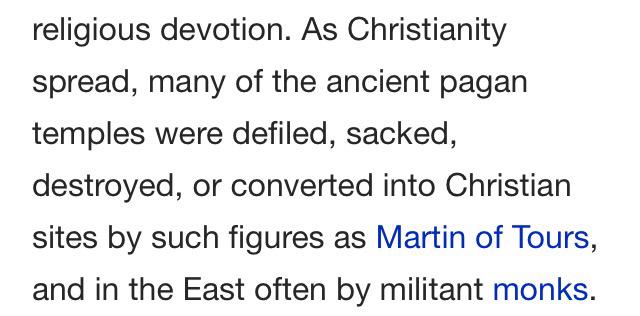 religious devotion. As Christianity
spread, many of the ancient pagan
temples were defiled, sacked,
destroyed, or converted into Christian
sites by such figures as Martin of Tours,
and in the East often by militant monks.